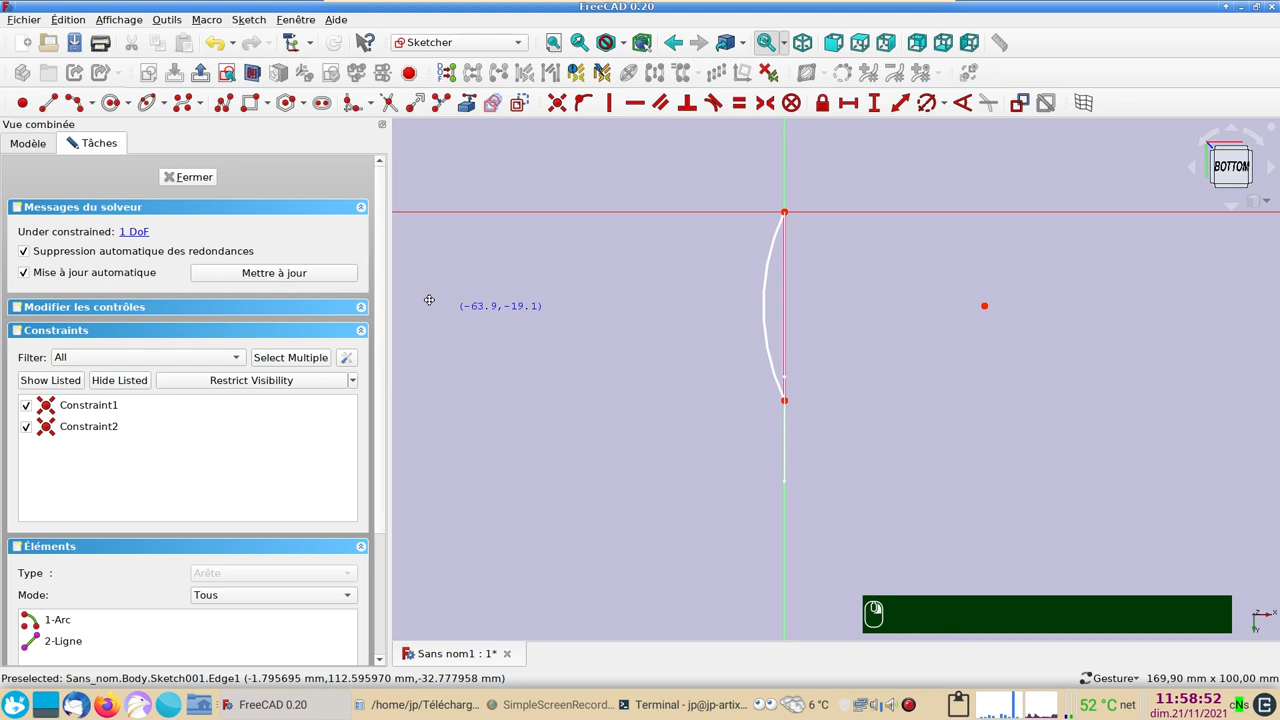 FreeCAD 0.20
Fichier Édition Affichage Outils Macro Sketch Fenêtre Aide
Sketcher
Vue combinée
Modèle Tâches
Fermer
Messages du solveur
Under constrained: 1 DoF
Suppression automatique des redondances
Mise à jour automatique Mettre à jour
Modifier les contrôles
Constraints
Filter: All Select Multiple
Show Listed Hide Listed Restrict Visibility
Constraint1
Constraint2
Éléments
Type : Arête
Mode: Tous
1-Arc
2-Ligne
(-63.9,-19.1)
BOTTOM
Z X
Y
Sans nom1 : 1*
Preselected: Sans_nom.Body.Sketch001.Edge1 (-1.795695 mm,112.595970 mm,-32.777958 mm) Gesture 169,90 mm x 100,00 mm
FreeCAD 0.20 /home/jp/Télécharg... SimpleScreenRecord... Terminal - jp@jp-artix... 6 °C 52 °C net 11:58:52 cNs
dim.21/11/2021